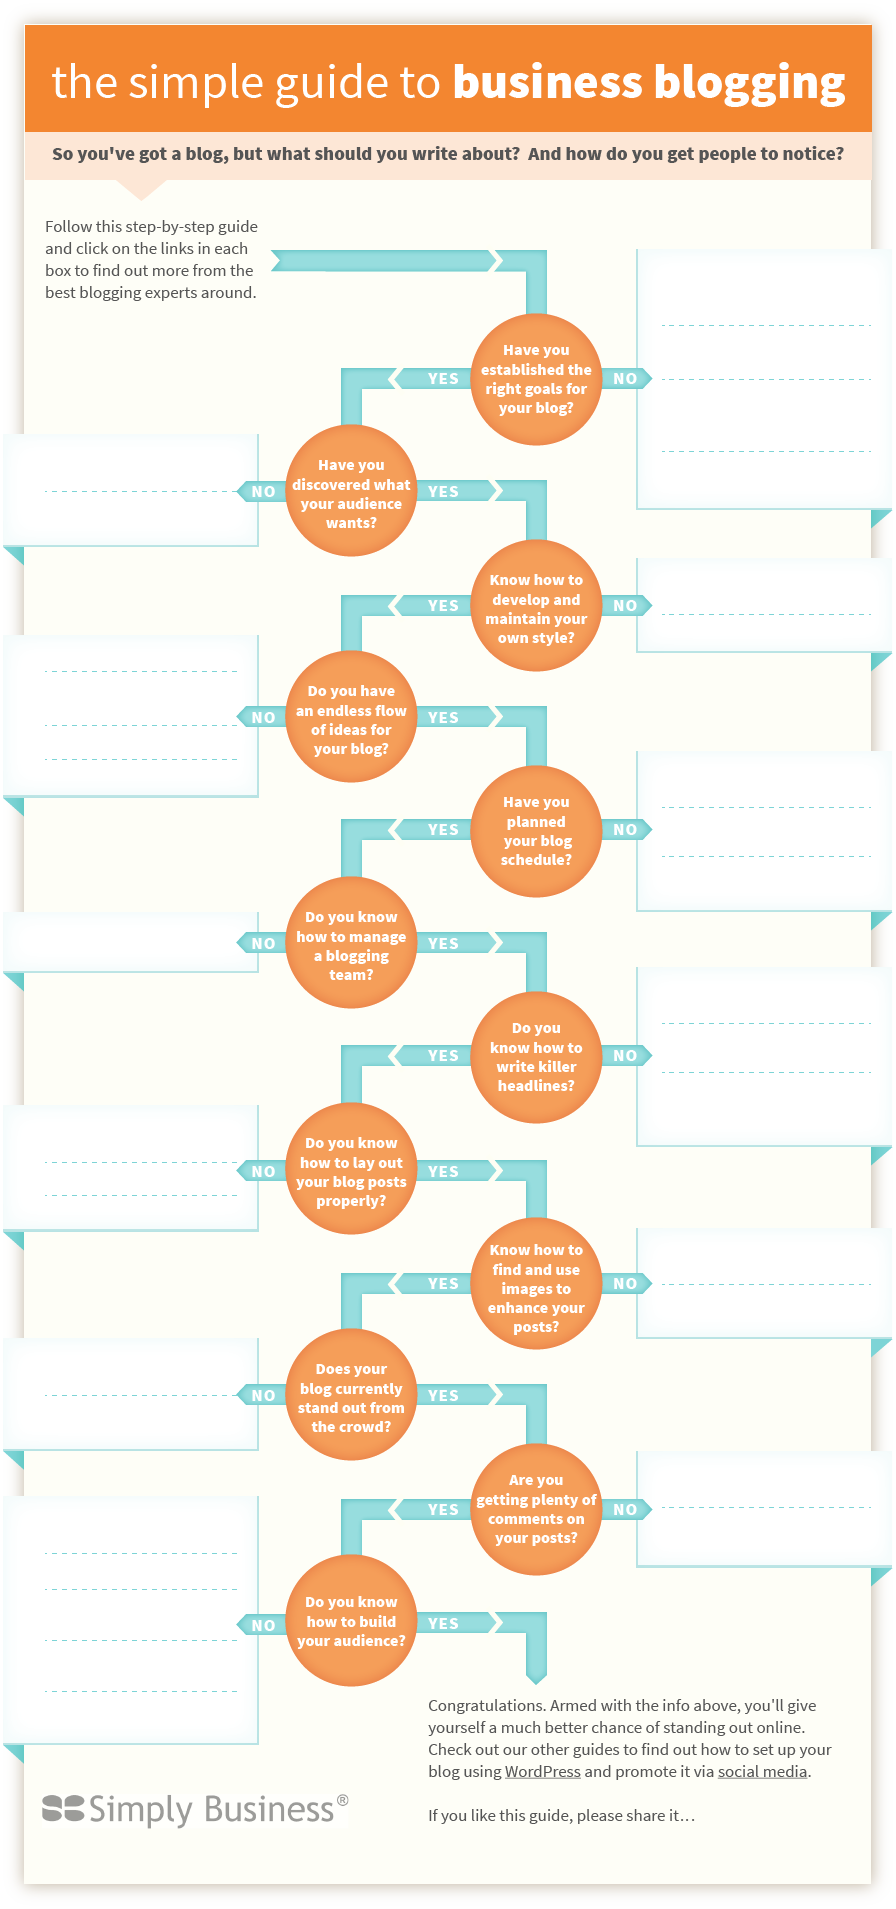 the simple guide to business blogging
So you've got a blog, but what should you write about?  And how do you get people to notice?
Follow this step-by-step guide
and click on the links in each
box to find out more from the
best blogging experts around.
Have you
established the
right goals for
your blog?
YES
NO
Have you
discovered what
your audience
wants?
NO
YES
Know how to
develop and
maintain your
own style?
YES
NO
Do you have
an endless flow
of ideas for
your blog?
NO
YES
Have you
planned
your blog
schedule?
YES
NO
Do you know
how to manage
a blogging
team?
NO
YES
Do you
know how to
write killer
headlines?
YES
NO
Do you know
how to lay out
your blog posts
properly?
NO
YES
Know how to
find and use
images to
enhance your
posts?
YES
NO
Does your
blog currently
stand out from
the crowd?
NO
YES
Are you
getting plenty of
comments on
your posts?
YES
NO
Do you know
how to build
your audience?
NO
YES
Congratulations. Armed with the info above, you'll give
yourself a much better chance of standing out online.
Check out our other guides to find out how to set up your
blog using WordPress and promote it via social media.
If you like this guide, please share it...
Simply Business®